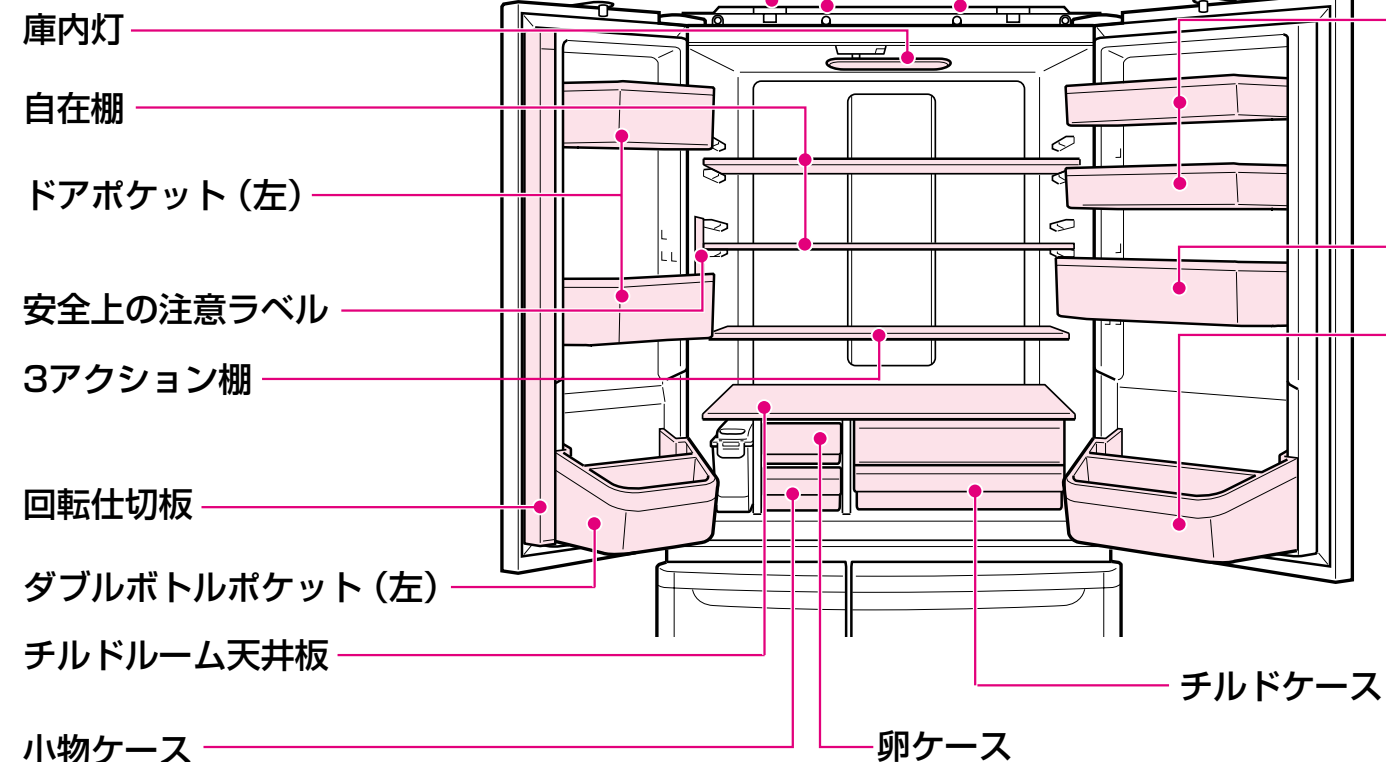 庫内灯
自在棚
ドアポケット（左）
安全上の注意ラベル
3アクション棚
回転仕切板
ダブルボトルポケット（左）
チルドルーム天井板
チルドケース
小物ケース
卵ケース